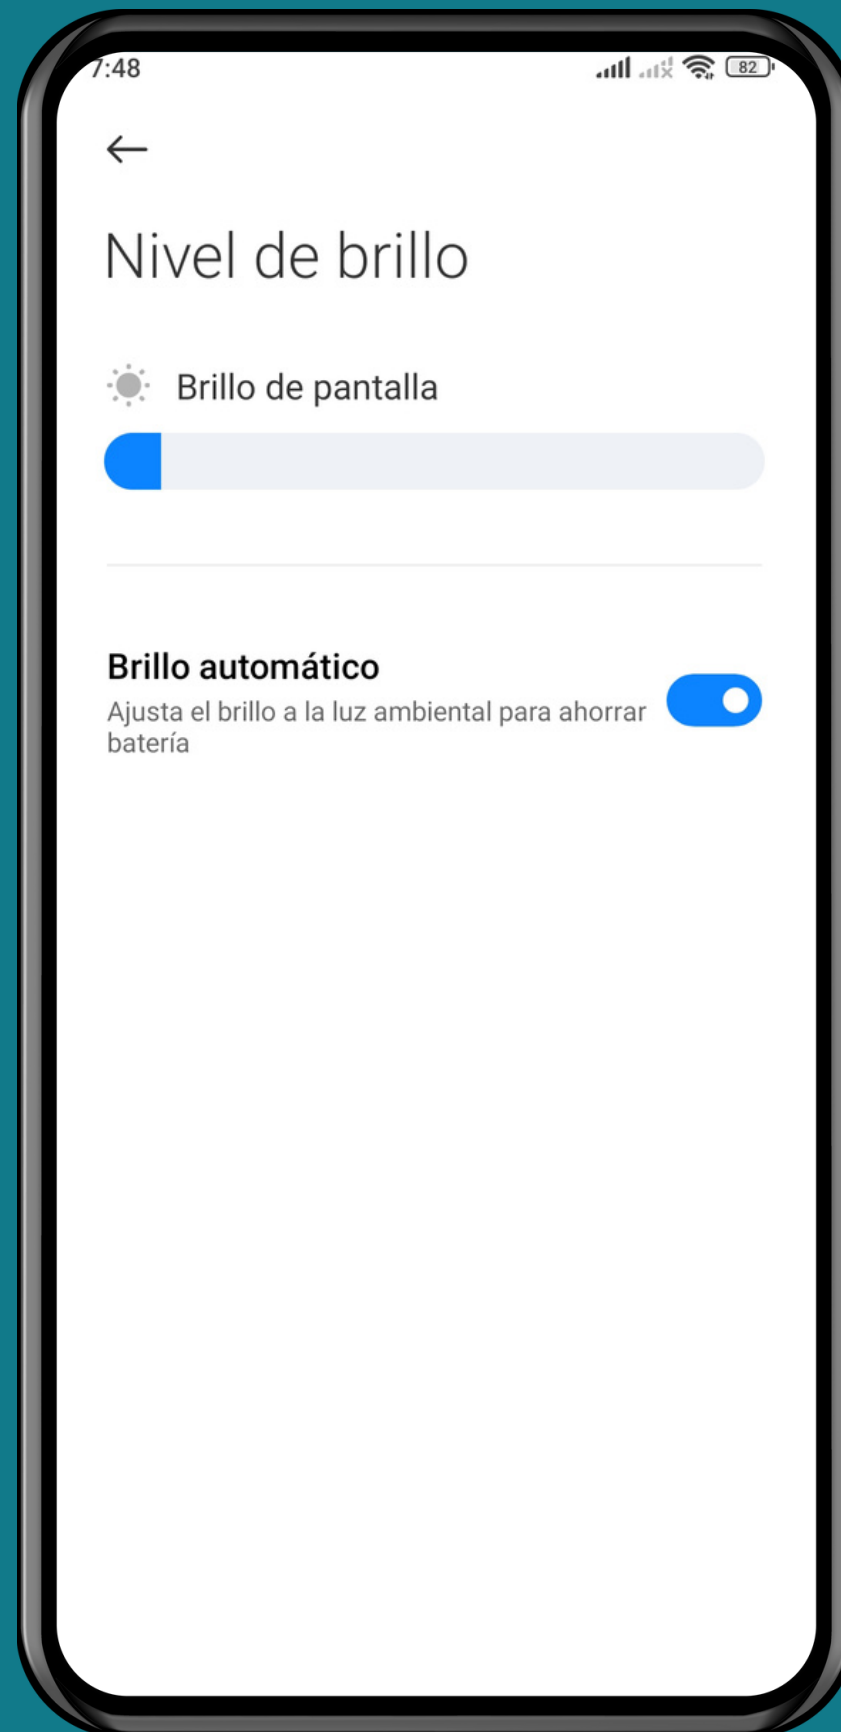 7:48
82
Nivel de brillo
Brillo de pantalla
Brillo automático
Ajusta el brillo a la luz ambiental para ahorrar
batería